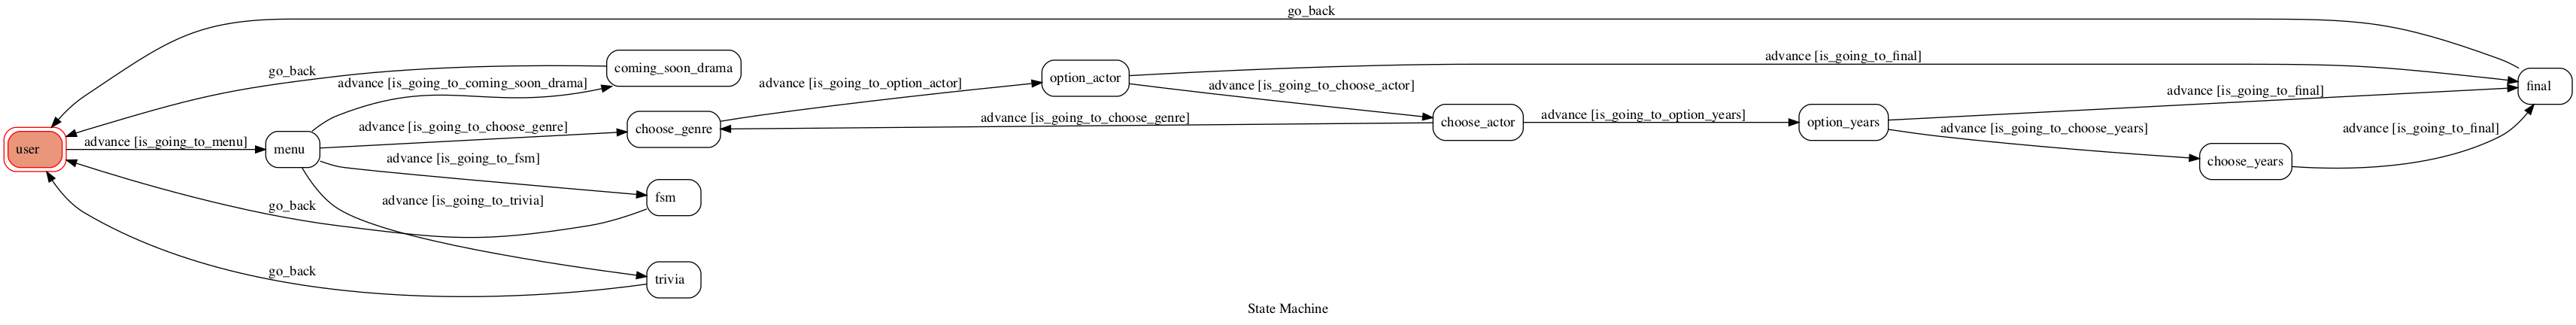 go_back
advance [is_going_to_final]
coming_soon_drama
go_back
option_actor
advance [is_going_to_coming_soon_drama]
advance [is_going_to_option_actor]
advance [is_going_to_choose_actor]
final
advance [is_going_to_final]
advance [is_going_to_choose_genre]
choose_genre
advance [is_going_to_choose_genre]
choose_actor
advance [is_going_to_option_years]
option_years
advance [is_going_to_choose_years]
advance [is_going_to_final]
user
advance [is_going_to_menu]
menu
advance [is_going_to_fsm]
choose_years
fsm
advance [is_going_to_trivia]
go_back
go_back
trivia
State Machine